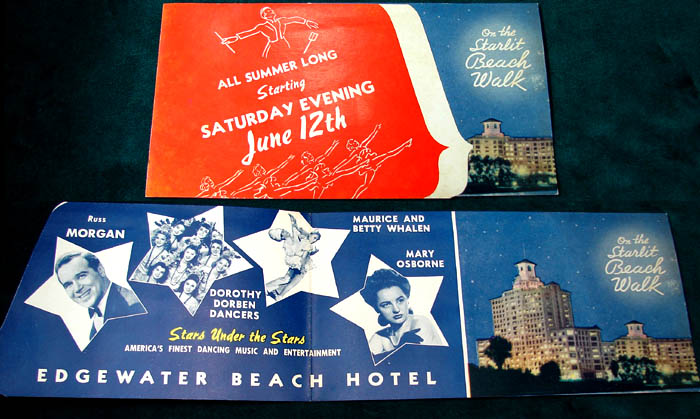 ALL SUMMER LONG
Starting
SATURDAY EVENING
June 12th
On the
Starlit
Beach
Walk
RUSS
MORGAN
DOROTHY
DORBEN
DANCERS
MAURICE AND
BETTY WHALEN
MARY
OSBORNE
Stars Under the Stars
AMERICA'S FINEST DANCING MUSIC AND ENTERTAINMENT
EDGEWATER BEACH HOTEL
On the
Starlit
Beach
Walk